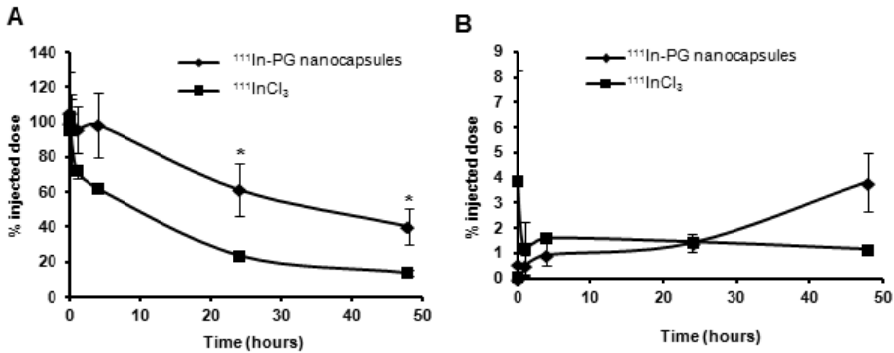 A
140
120
100
80
60
40
20
0
% injected dose
0 10 20 30 40 50
Time (hours)
¹¹¹In-PG nanocapsules
¹¹¹InCl₃
*
*
B
9
8
7
6
5
4
3
2
1
0
% injected dose
0 10 20 30 40 50
Time (hours)
¹¹¹In-PG nanocapsules
¹¹¹InCl₃